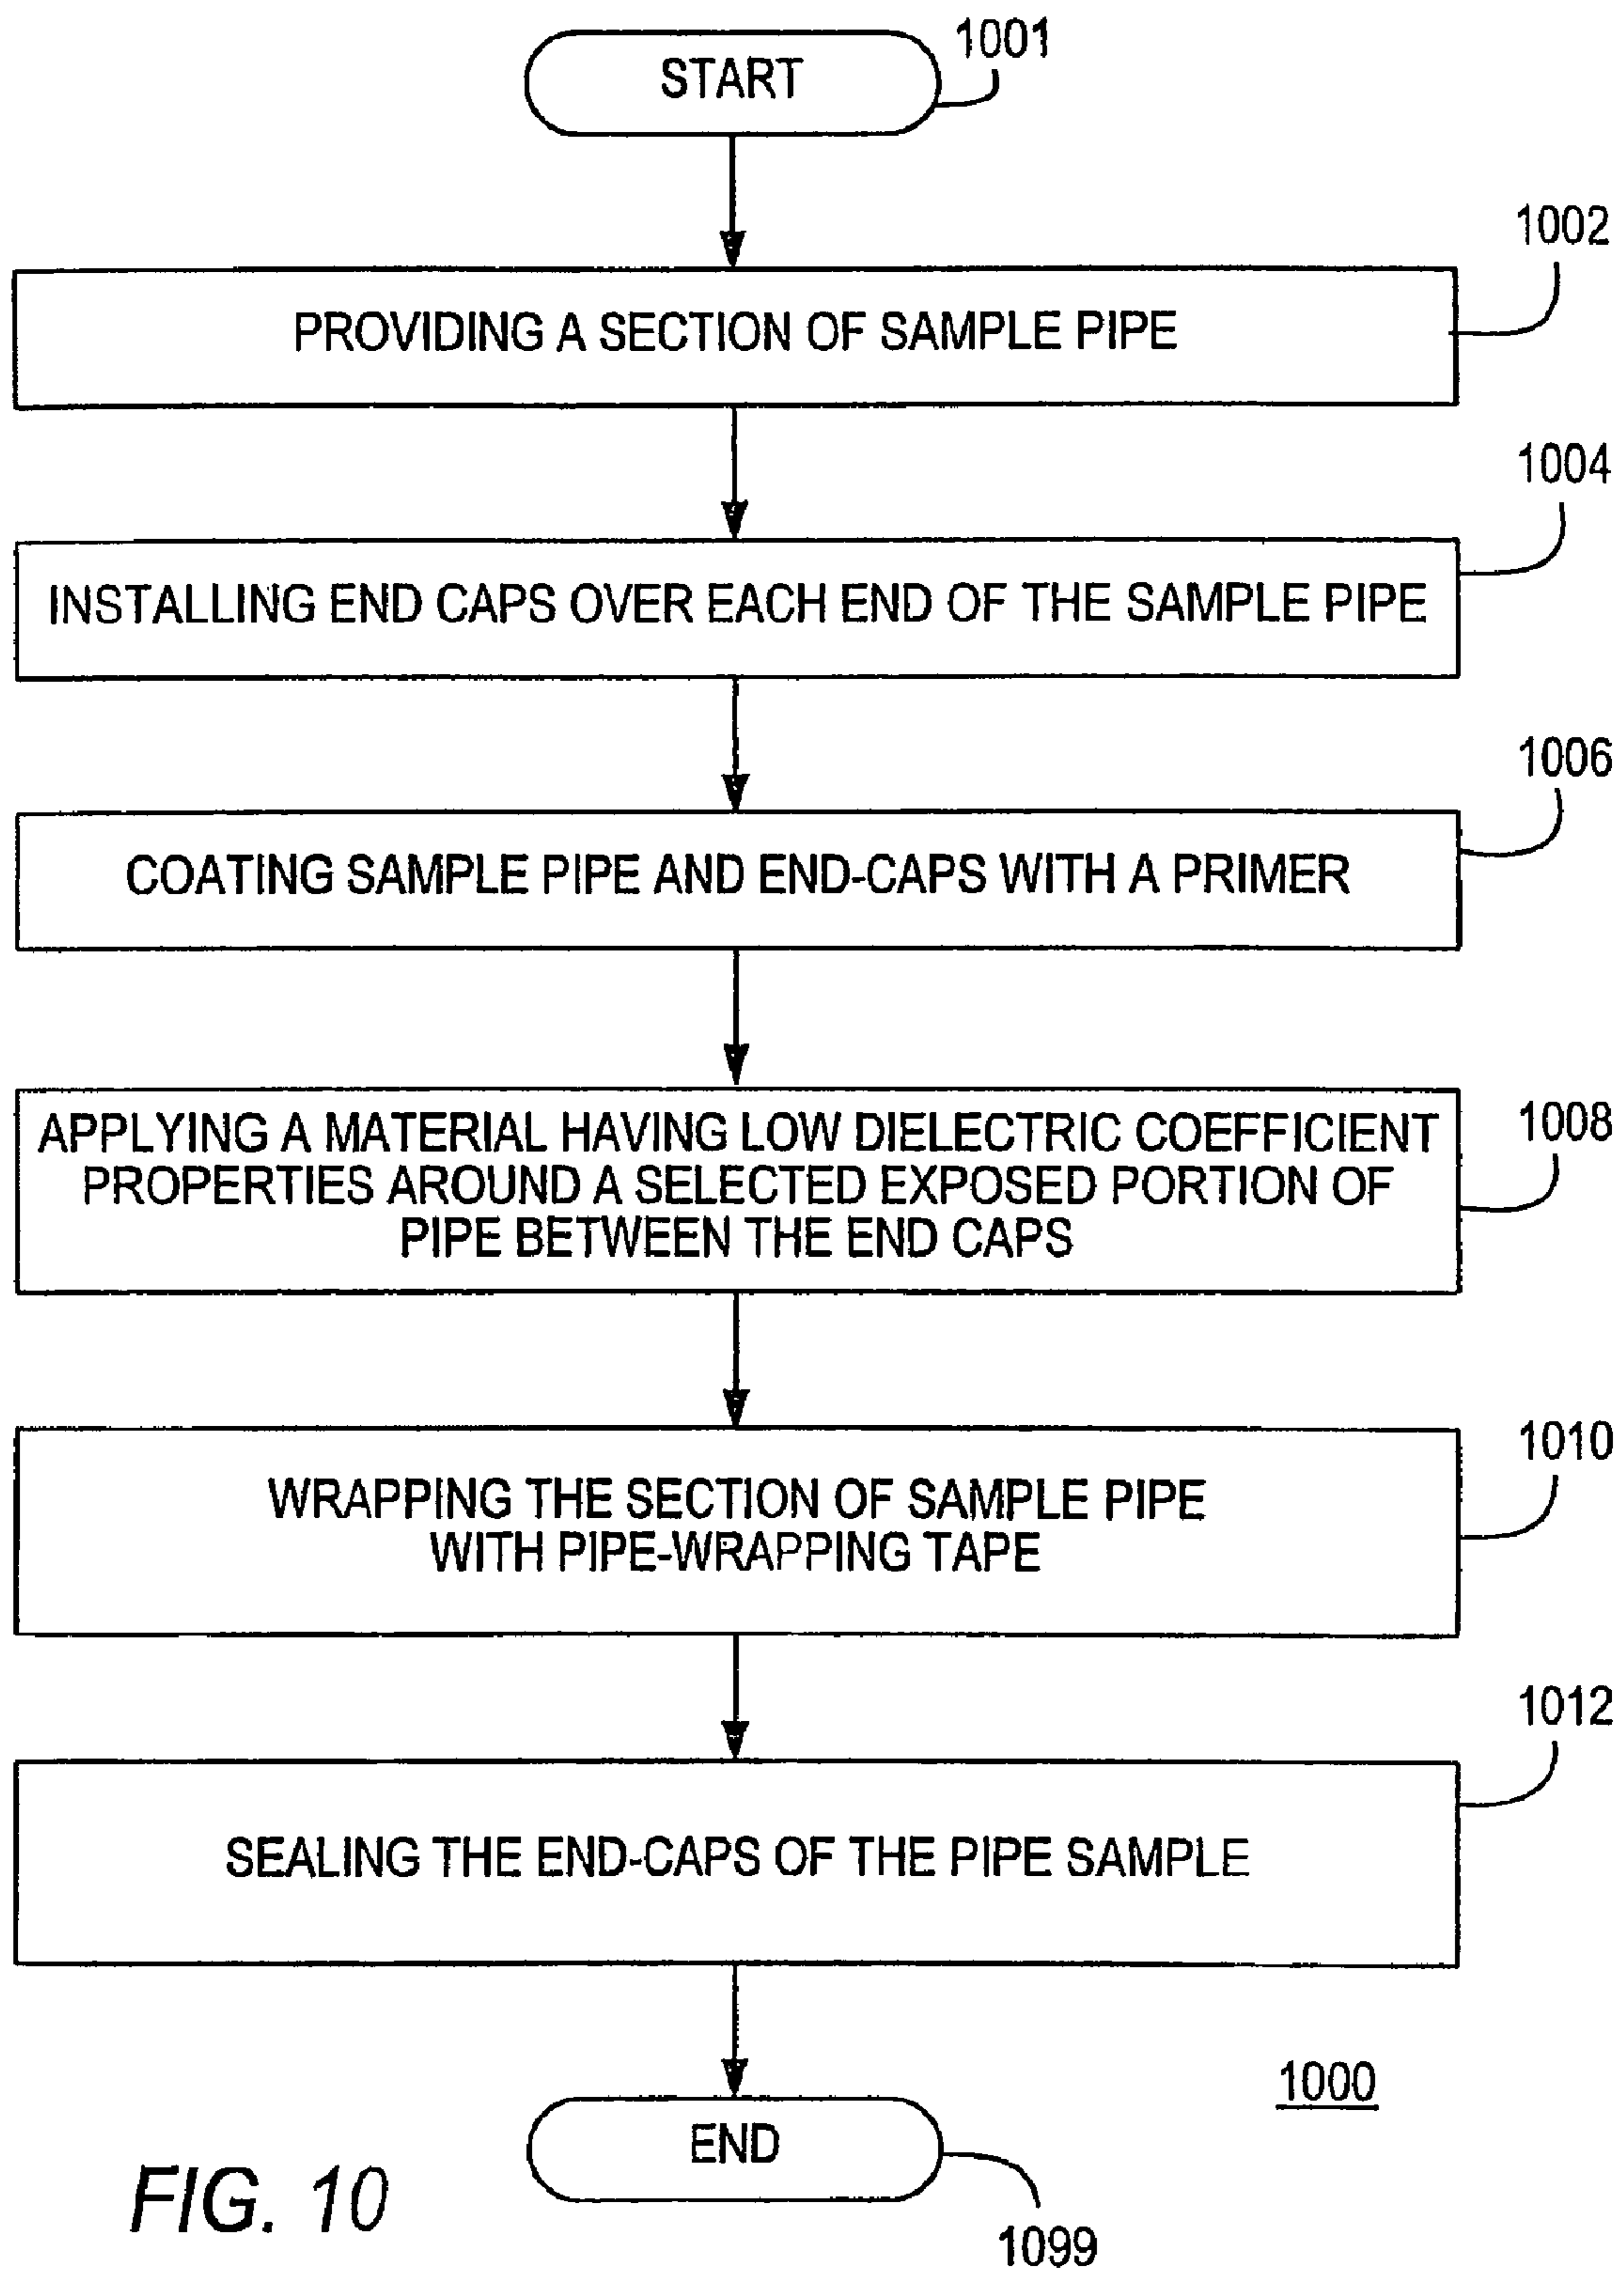 START
1001
1002
PROVIDING A SECTION OF SAMPLE PIPE
1004
INSTALLING END CAPS OVER EACH END OF THE SAMPLE PIPE
1006
COATING SAMPLE PIPE AND END-CAPS WITH A PRIMER
1008
APPLYING A MATERIAL HAVING LOW DIELECTRIC COEFFICIENT
PROPERTIES AROUND A SELECTED EXPOSED PORTION OF
PIPE BETWEEN THE END CAPS
1010
WRAPPING THE SECTION OF SAMPLE PIPE
WITH PIPE-WRAPPING TAPE
1012
SEALING THE END-CAPS OF THE PIPE SAMPLE
1000
END
1099
FIG. 10